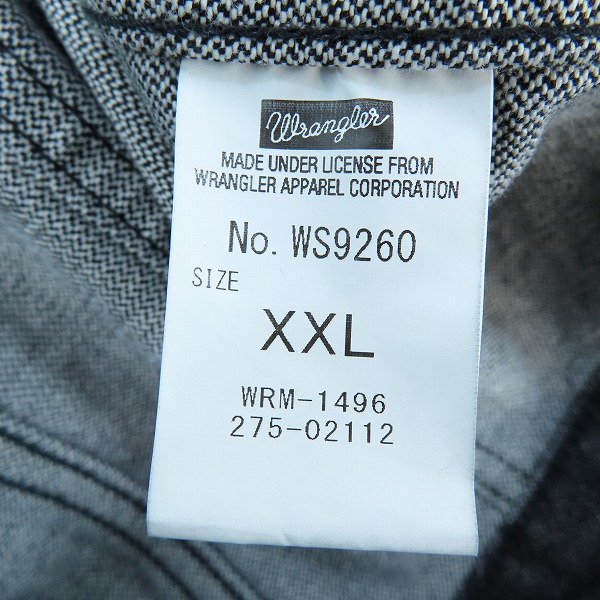 Wrangler
MADE UNDER LICENSE FROM
WRANGLER APPAREL CORPORATION
No. WS9260
SIZE
XXL
WRM-1496
275-02112